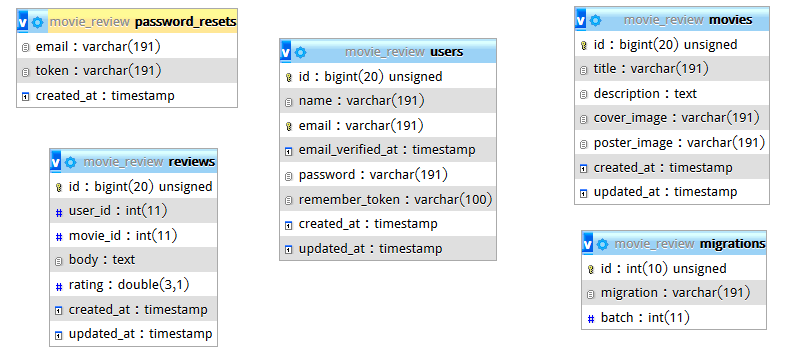 v movie_review password_resets
email : varchar(191)
token : varchar(191)
created_at : timestamp
v movie_review reviews
id : bigint(20) unsigned
# user_id : int(11)
# movie_id : int(11)
body : text
# rating : double(3,1)
created_at : timestamp
updated_at : timestamp
v movie_review users
id : bigint(20) unsigned
name : varchar(191)
email : varchar(191)
email_verified_at : timestamp
password : varchar(191)
remember_token : varchar(100)
created_at : timestamp
updated_at : timestamp
v movie_review movies
id : bigint(20) unsigned
title : varchar(191)
description : text
cover_image : varchar(191)
poster_image : varchar(191)
created_at : timestamp
updated_at : timestamp
v movie_review migrations
id : int(10) unsigned
migration : varchar(191)
# batch : int(11)